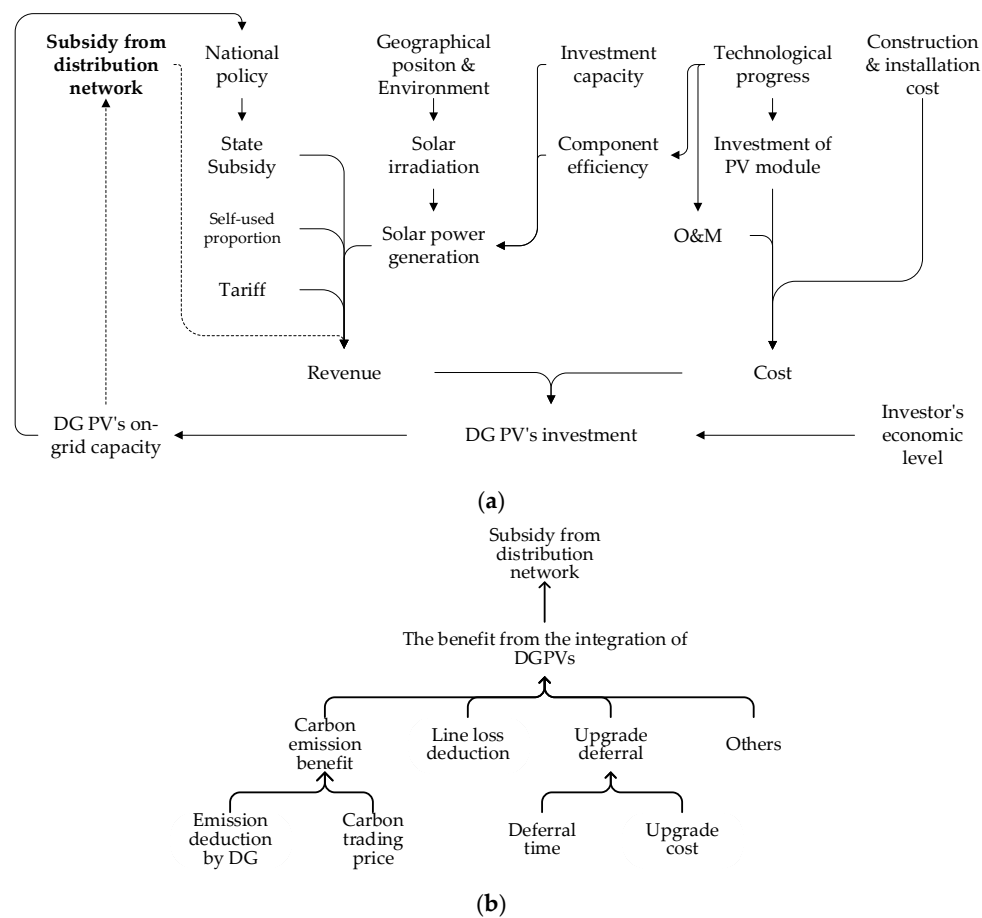 Subsidy from
distribution
network
National
policy
Geographical
positon &
Environment
Investment
capacity
Technological
progress
Construction
& installation
cost
State
Subsidy
Solar
irradiation
Component
efficiency
Investment of
PV module
Self-used
proportion
Solar power
generation
O&M
Tariff
Revenue
Cost
DG PV's on-
grid capacity
DG PV's investment
Investor's
economic
level
(a)
Subsidy from
distribution
network
The benefit from the integration of
DGPVs
Carbon
emission
benefit
Line loss
deduction
Upgrade
deferral
Others
Emission
deduction
by DG
Carbon
trading
price
Deferral
time
Upgrade
cost
(b)